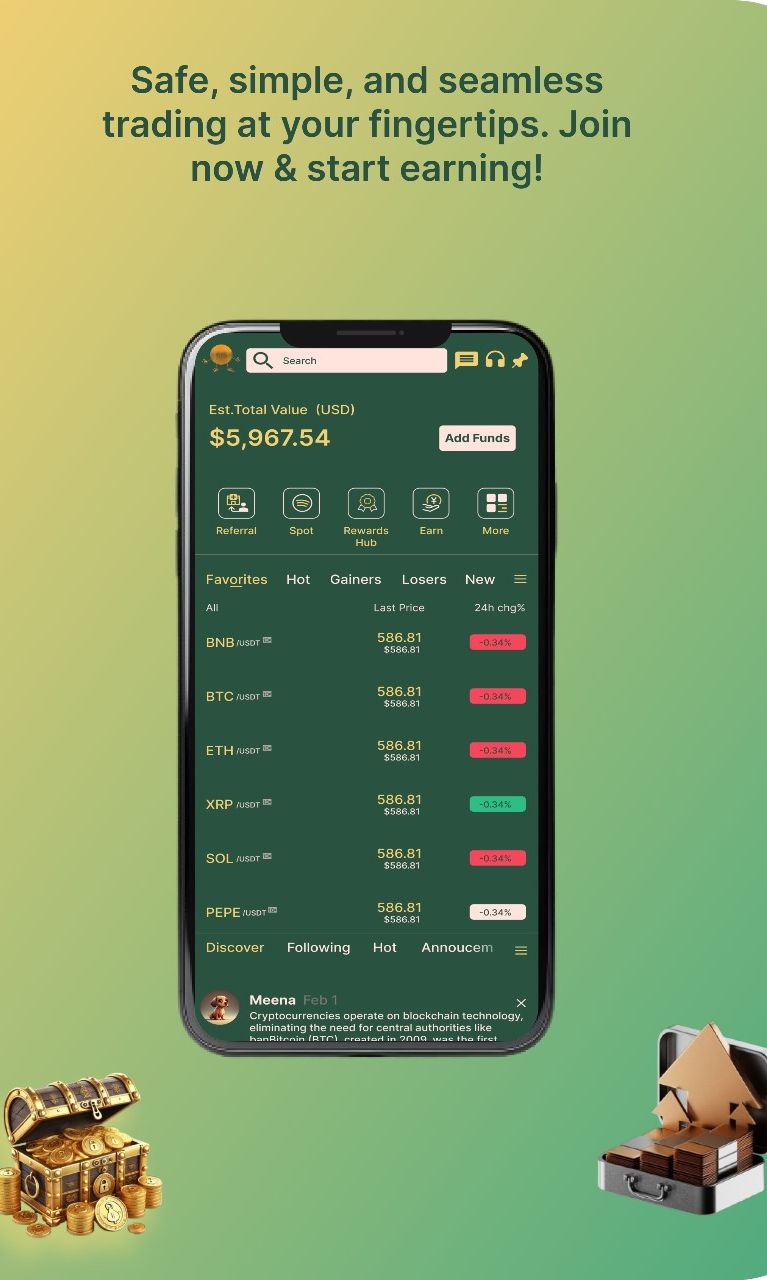 Safe, simple, and seamless
trading at your fingertips. Join
now & start earning!
Search
Est.Total Value (USD)
$5,967.54
Add Funds
Referral Spot Rewards Hub Earn More
Favorites Hot Gainers Losers New
All Last Price 24h chg%
BNB /USDT 586.81 -0.34%
$586.81
BTC /USDT 586.81 -0.34%
$586.81
ETH /USDT 586.81 -0.34%
$586.81
XRP /USDT 586.81 -0.34%
$586.81
SOL /USDT 586.81 -0.34%
$586.81
PEPE /USDT 586.81 -0.34%
$586.81
Discover Following Hot Annoucem
Meena Feb 1
Cryptocurrencies operate on blockchain technology,
eliminating the need for central authorities like
banBitcoin (BTC), created in 2009, was the first